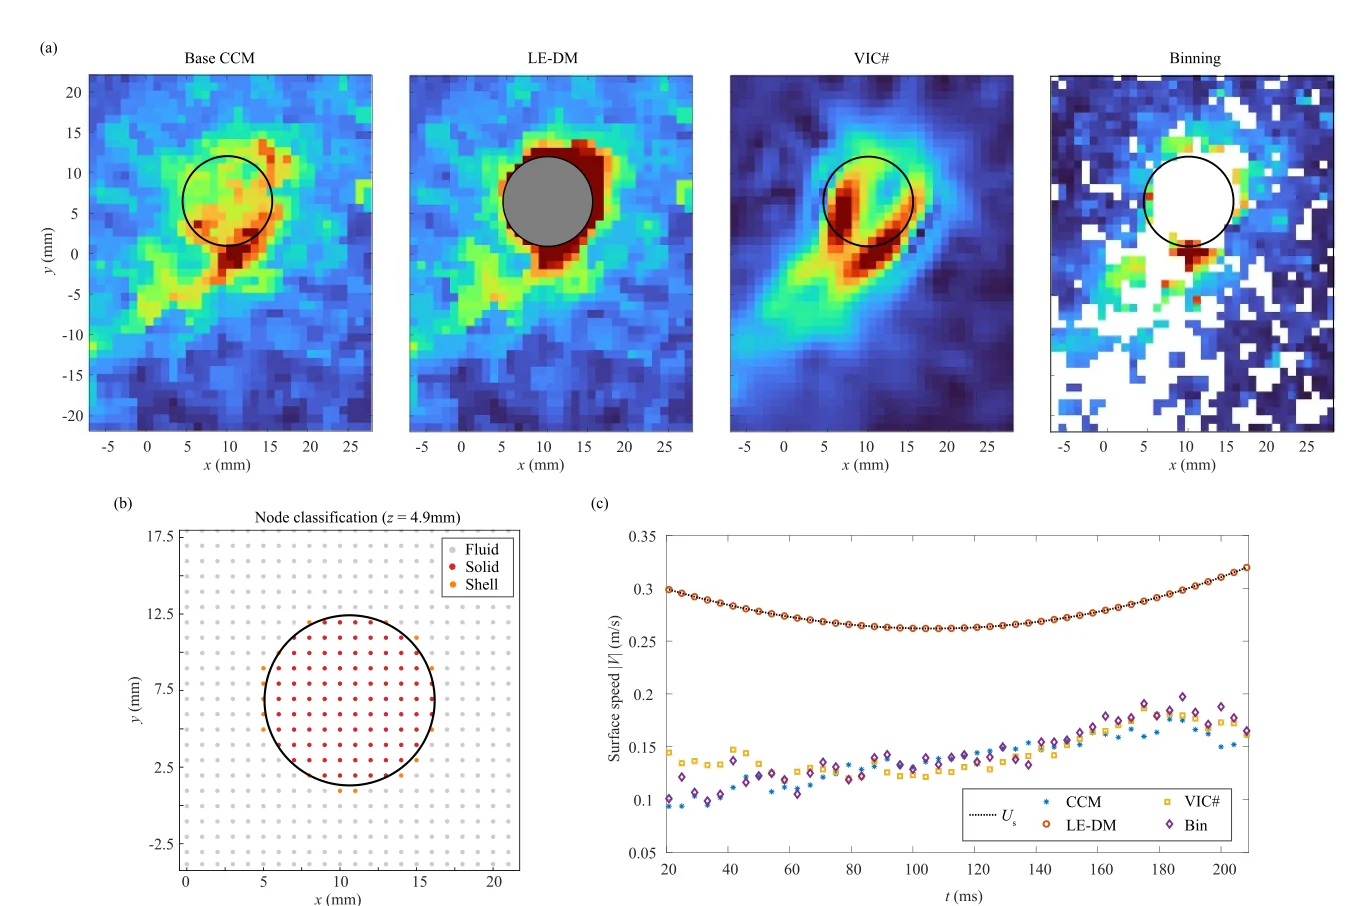 (a)
Base CCM
LE-DM
VIC#
Binning
20
15
10
5
0
-5
-10
-15
-20
y (mm)
-5 0 5 10 15 20 25
x (mm)
-5 0 5 10 15 20 25
x (mm)
-5 0 5 10 15 20 25
x (mm)
-5 0 5 10 15 20 25
x (mm)
(b)
Node classification (z = 4.9mm)
17.5
12.5
7.5
2.5
-2.5
y (mm)
Fluid
Solid
Shell
0 5 10 15 20
x (mm)
(c)
0.35
0.3
0.25
0.2
0.15
0.1
0.05
Surface speed |V| (m/s)
Us
CCM
LE-DM
VIC#
Bin
20 40 60 80 100 120 140 160 180 200
t (ms)